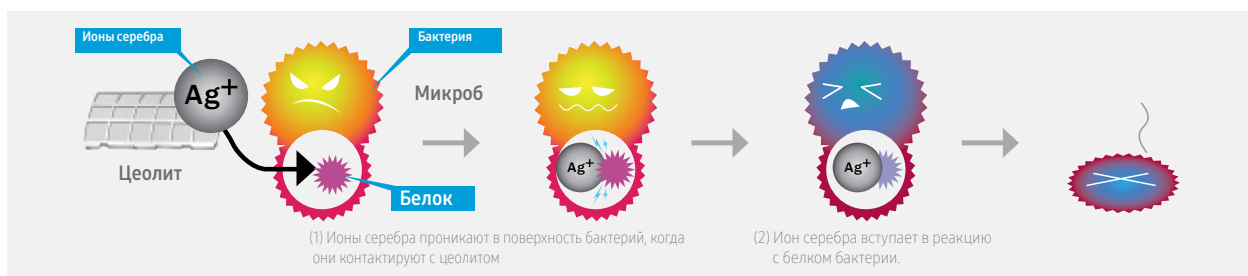 Ионы серебра
Бактерия
Ag+
Микроб
Цеолит
Белок
Ag+
Ag+
(1) Ионы серебра проникают в поверхность бактерий, когда
они контактируют с цеолитом
(2) Ион серебра вступает в реакцию
с белком бактерии.